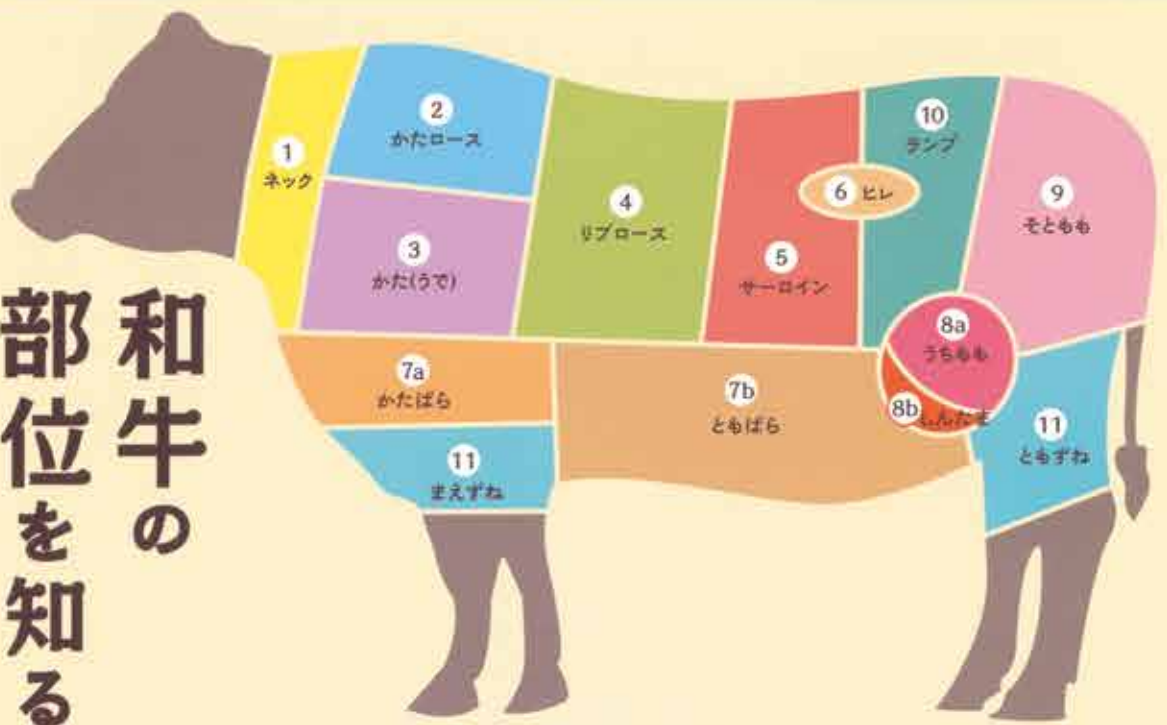 和牛の
部位を知る
1
ネック
2
かたロース
3
かた(うで)
4
リブロース
5
サーロイン
6 ヒレ
7a
かたばら
7b
ともばら
8a
うちもも
8b しんたま
9
そともも
10
ランプ
11
まえずね
11
ともずね